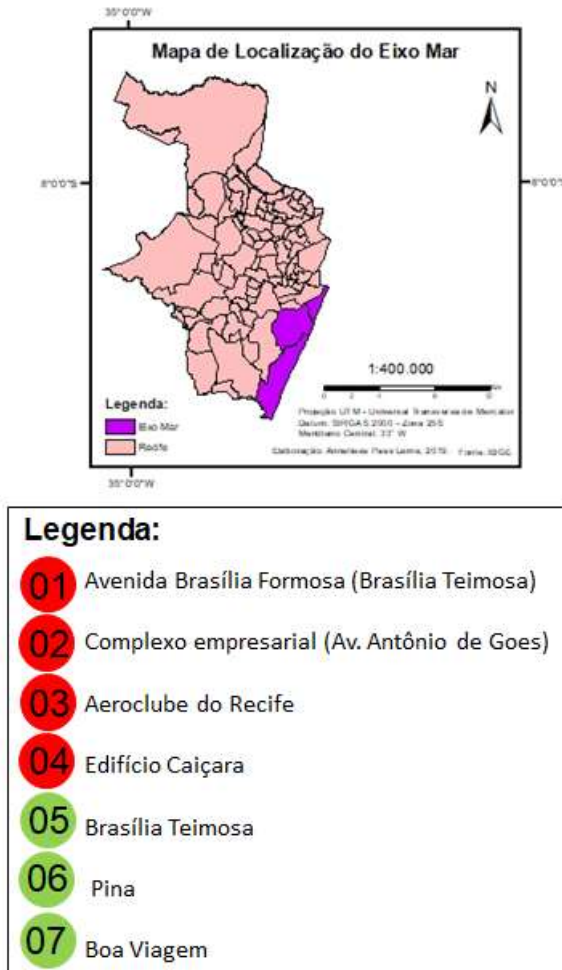 35°0'0"W
Mapa de Localização do Eixo Mar
N
8°0'0"S
8°0'0"S
1:400.000
Legenda:
Eixo Mar
Recife
Projeção UTM - Universal Transversa de Mercator
Datum: SIRGAS 2000 - Zona 25S
Meridiano Central: 33° W
Elaboração: Lema, 2019. Fonte: IBGE.
35°0'0"W
Legenda:
01 Avenida Brasília Formosa (Brasília Teimosa)
02 Complexo empresarial (Av. Antônio de Goes)
03 Aeroclube do Recife
04 Edifício Caiçara
05 Brasília Teimosa
06 Pina
07 Boa Viagem